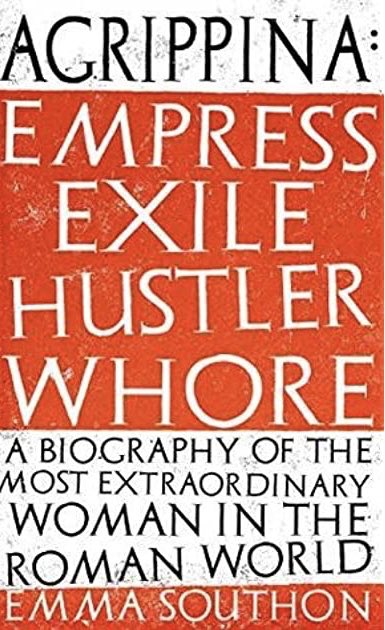 AGRIPPINA:
EMPRESS
EXILE
HUSTLER
WHORE
A BIOGRAPHY OF THE
MOST EXTRAORDINARY
WOMAN IN THE
ROMAN WORLD
EMMA SOUTHON